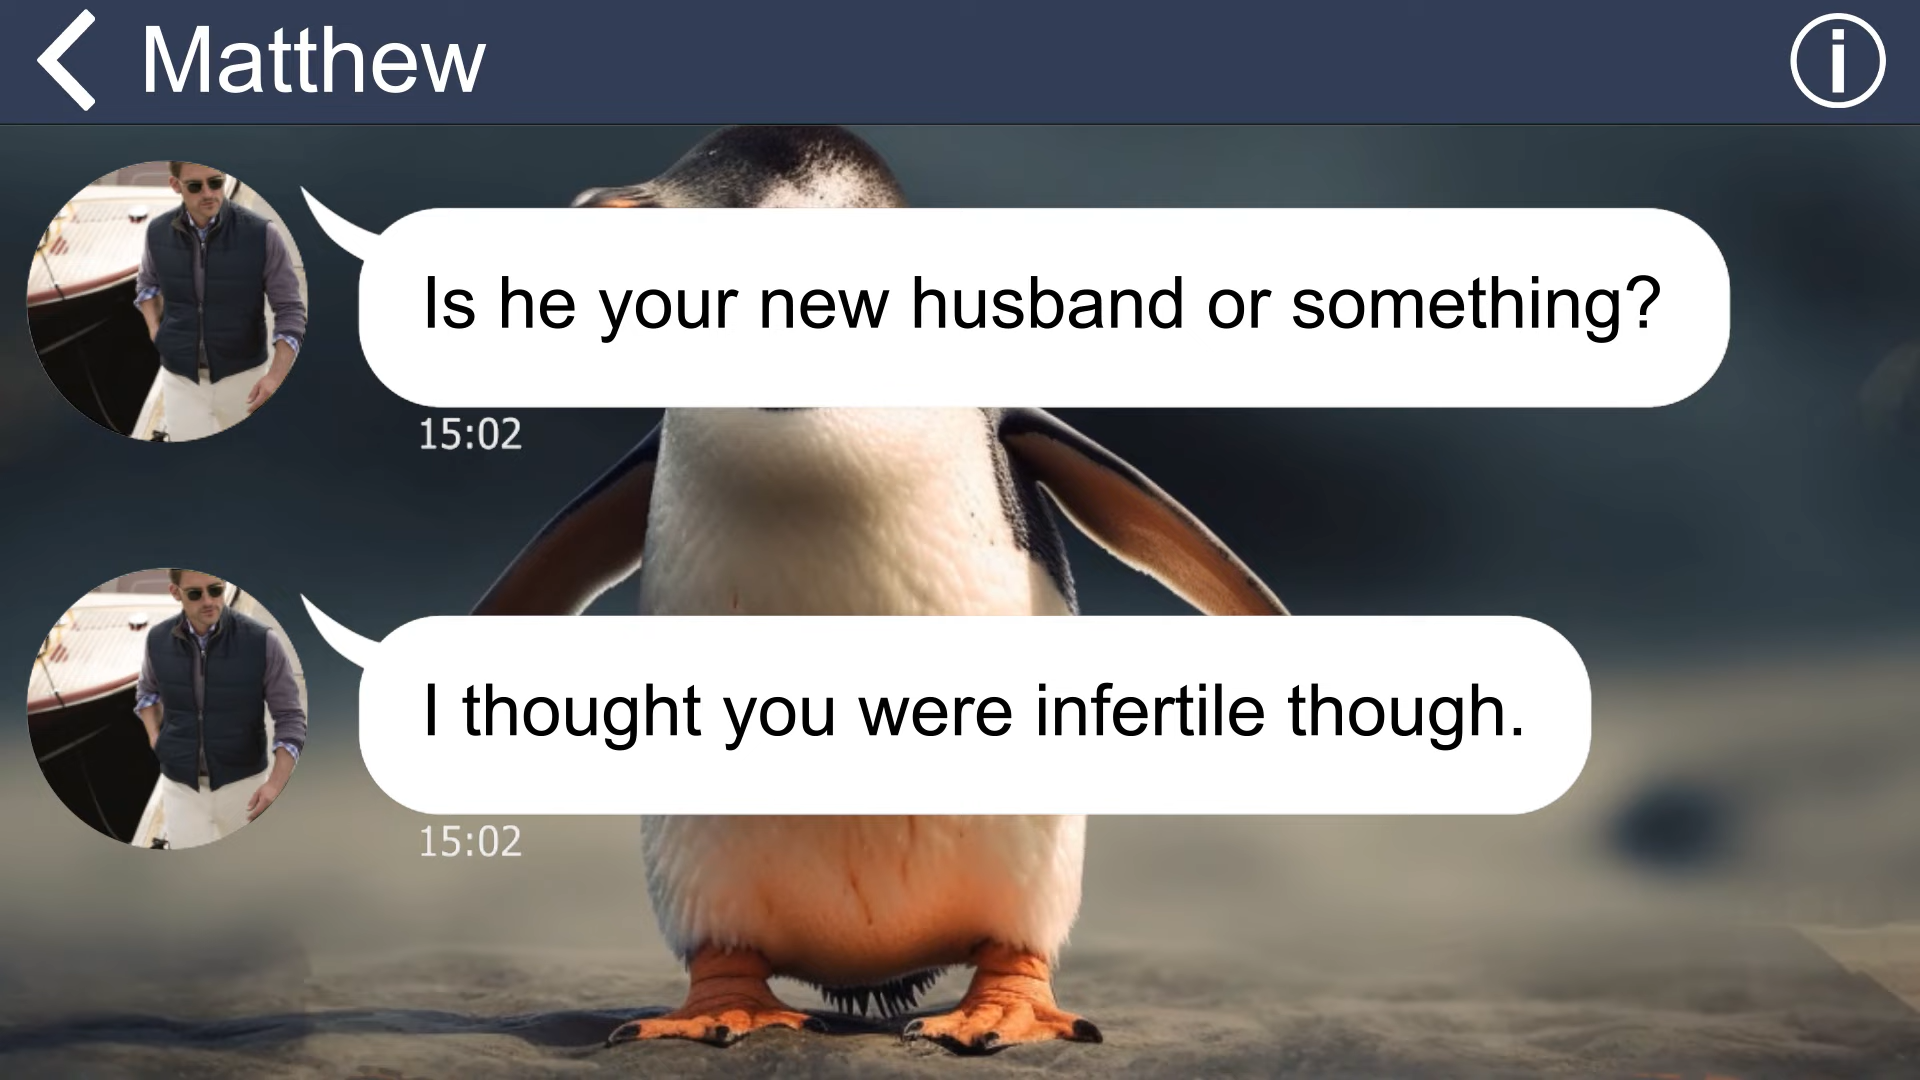 Matthew
Is he your new husband or something?
15:02
I thought you were infertile though.
15:02